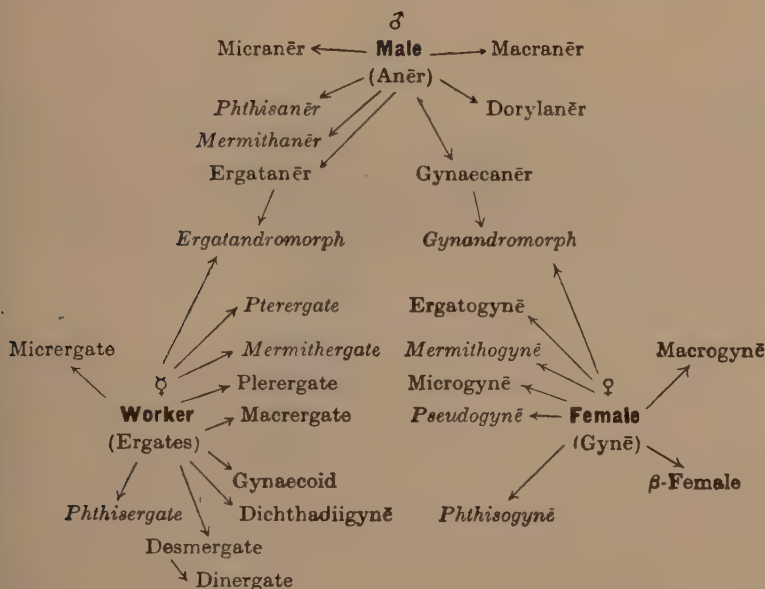 ♂
Micranēr Male Macranēr
(Anēr)
Phthisanēr Dorylanēr
Mermithanēr
Ergatanēr Gynaecanēr
Ergatandromorph Gynandromorph
Pterergate Ergatogynē
Micrergate Mermithergate Mermithogynē Macrogynē
☿ Plerergate Microgynē ♀
Worker Macrergate Pseudogynē Female
(Ergates) (Gynē)
Gynaecoid β-Female
Phthisergate Dichthadiigynē Phthisogynē
Desmergate
Dinergate